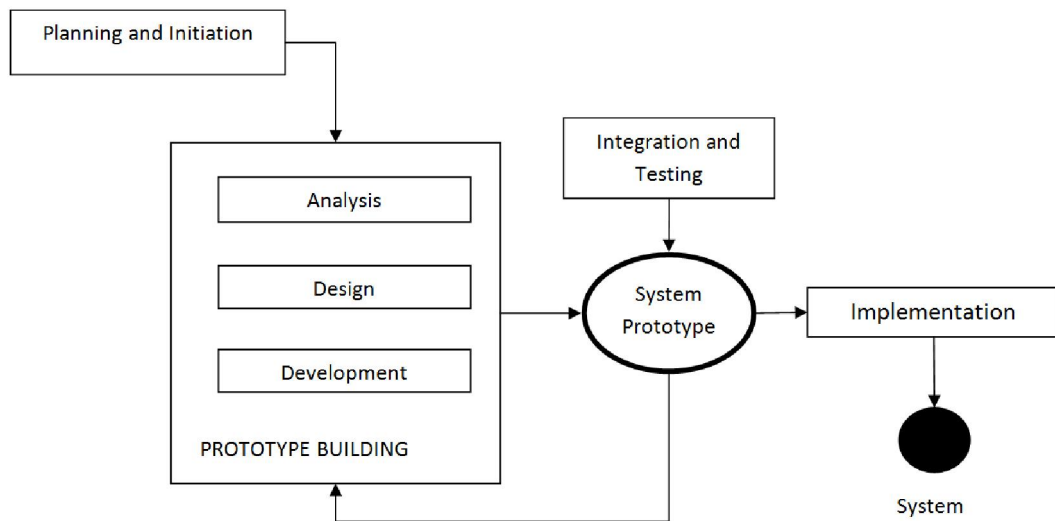 Planning and Initiation
Integration and
Testing
Analysis
Design
Development
PROTOTYPE BUILDING
System
Prototype
Implementation
System